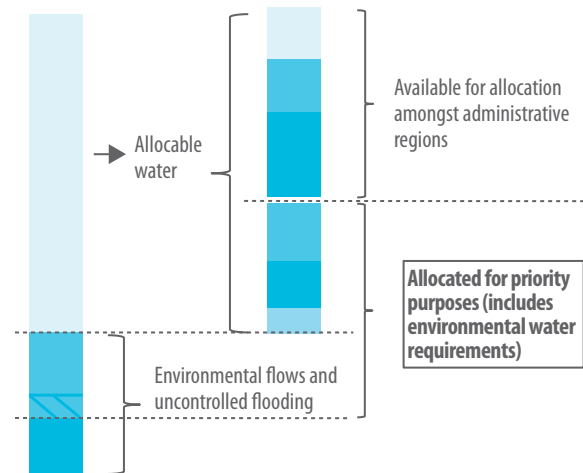 Available for allocation
amongst administrative
regions
Allocable
water
Allocated for priority
purposes (includes
environmental water
requirements)
Environmental flows and
uncontrolled flooding